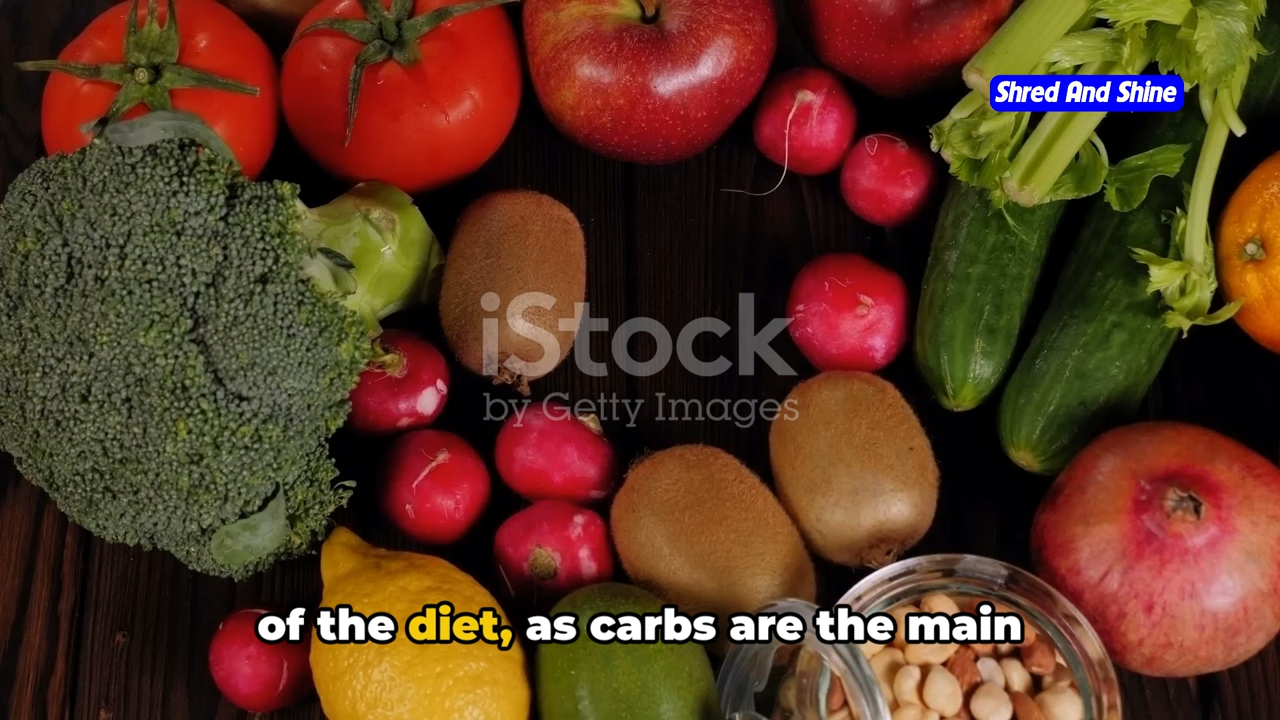 Shred And Shine
iStock
by Getty Images
of the diet, as carbs are the main